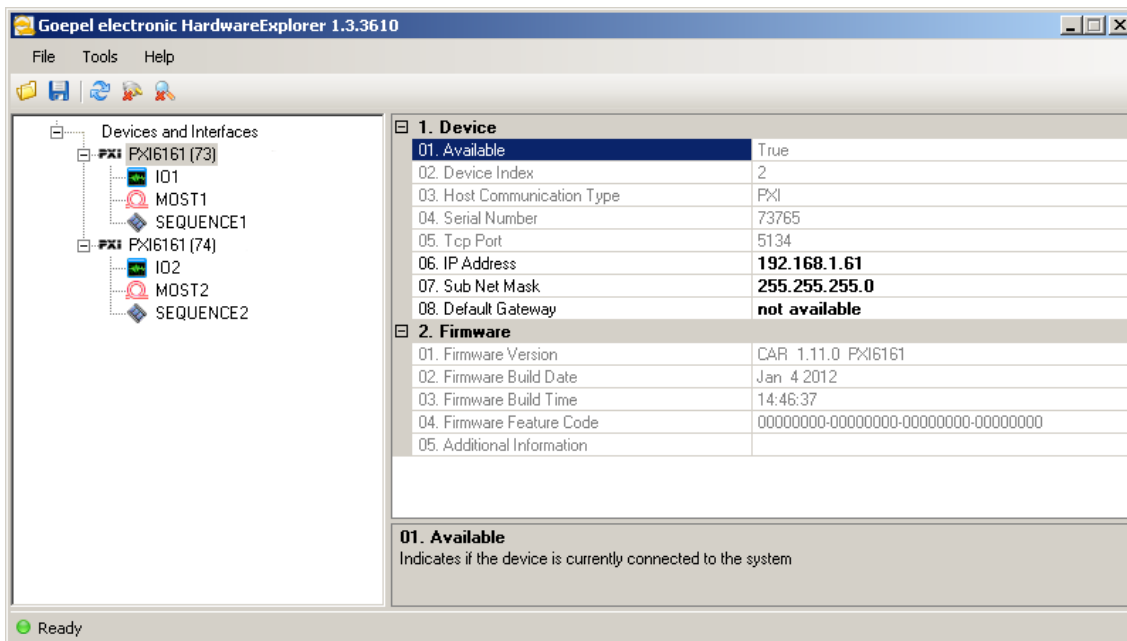 Goepel electronic HardwareExplorer 1.3.3610
File Tools Help
Devices and Interfaces
PXI PXI6161 (73)
IO1
MOST1
SEQUENCE1
PXI PXI6161 (74)
IO2
MOST2
SEQUENCE2
1. Device
01. Available True
02. Device Index 2
03. Host Communication Type PXI
04. Serial Number 73765
05. Tcp Port 5134
06. IP Address 192.168.1.61
07. Sub Net Mask 255.255.255.0
08. Default Gateway not available
2. Firmware
01. Firmware Version CAR 1.11.0 PXI6161
02. Firmware Build Date Jan 4 2012
03. Firmware Build Time 14:46:37
04. Firmware Feature Code 00000000-00000000-00000000-00000000
05. Additional Information
01. Available
Indicates if the device is currently connected to the system
Ready